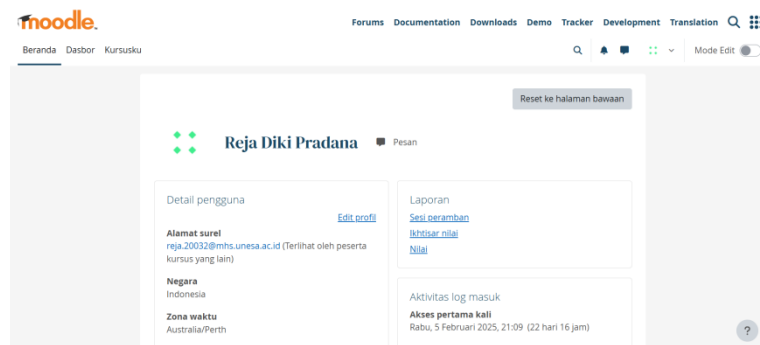 moodle
Forums Documentation Downloads Demo Tracker Development Translation
Beranda Dasbor Kursusku
Mode Edit
Reset ke halaman bawaan
Reja Diki Pradana
Pesan
Detail pengguna
Edit profil
Alamat surel
reja.20032@mhs.unesa.ac.id (Terlihat oleh peserta
kursus yang lain)
Negara
Indonesia
Zona waktu
Australia/Perth
Laporan
Sesi peramban
Ikhtisar nilai
Nilai
Aktivitas log masuk
Akses pertama kali
Rabu, 5 Februari 2025, 21:09 (22 hari 16 jam)
?